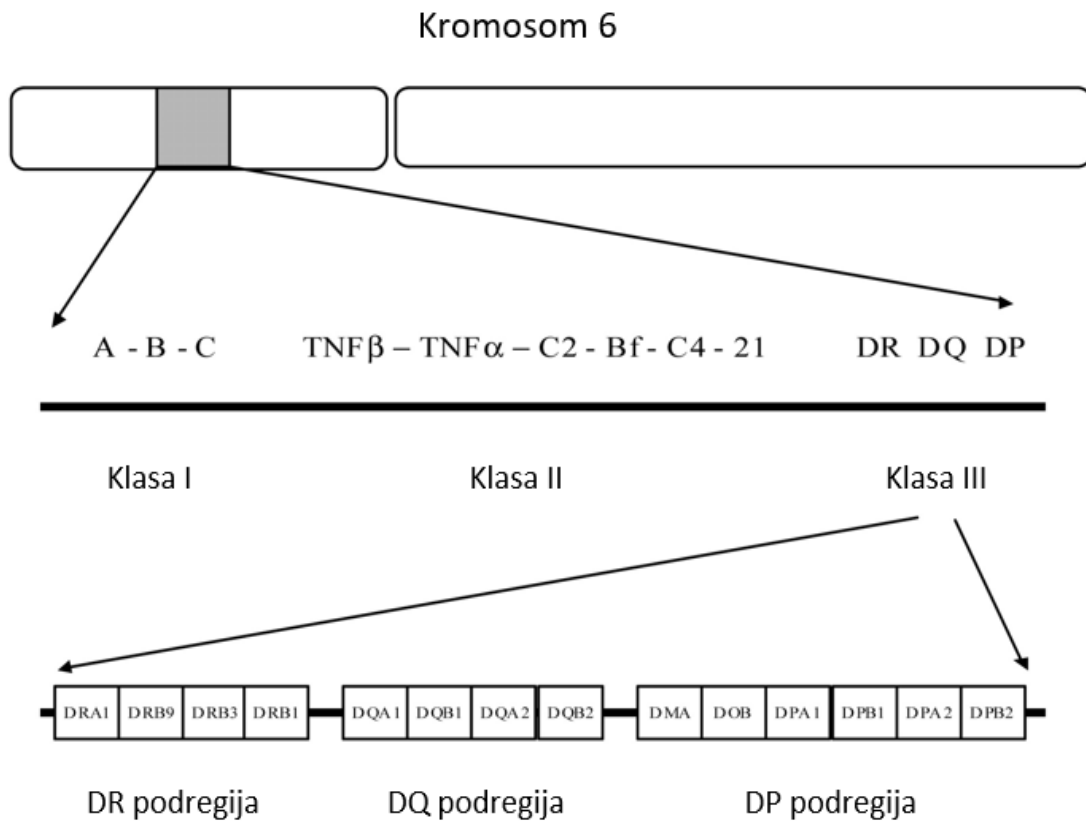 Kromosom 6
A - B - C TNFβ – TNFα – C2 - Bf - C4 - 21 DR DQ DP
Klasa I Klasa II Klasa III
DRA1 DRB9 DRB3 DRB1 DQA1 DQB1 DQA2 DQB2 DMA DOB DPA1 DPB1 DPA2 DPB2
DR podregija DQ podregija DP podregija